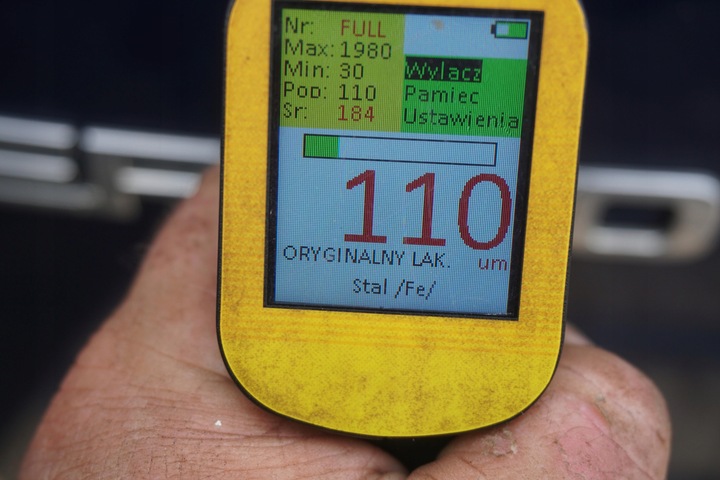 Nr: FULL
Max: 1980
Min: 30
Pop: 110
Sr: 184
Wylacz
Pamiec
Ustawienia
110
ORYGINALNY LAK. um
Stal /Fe/